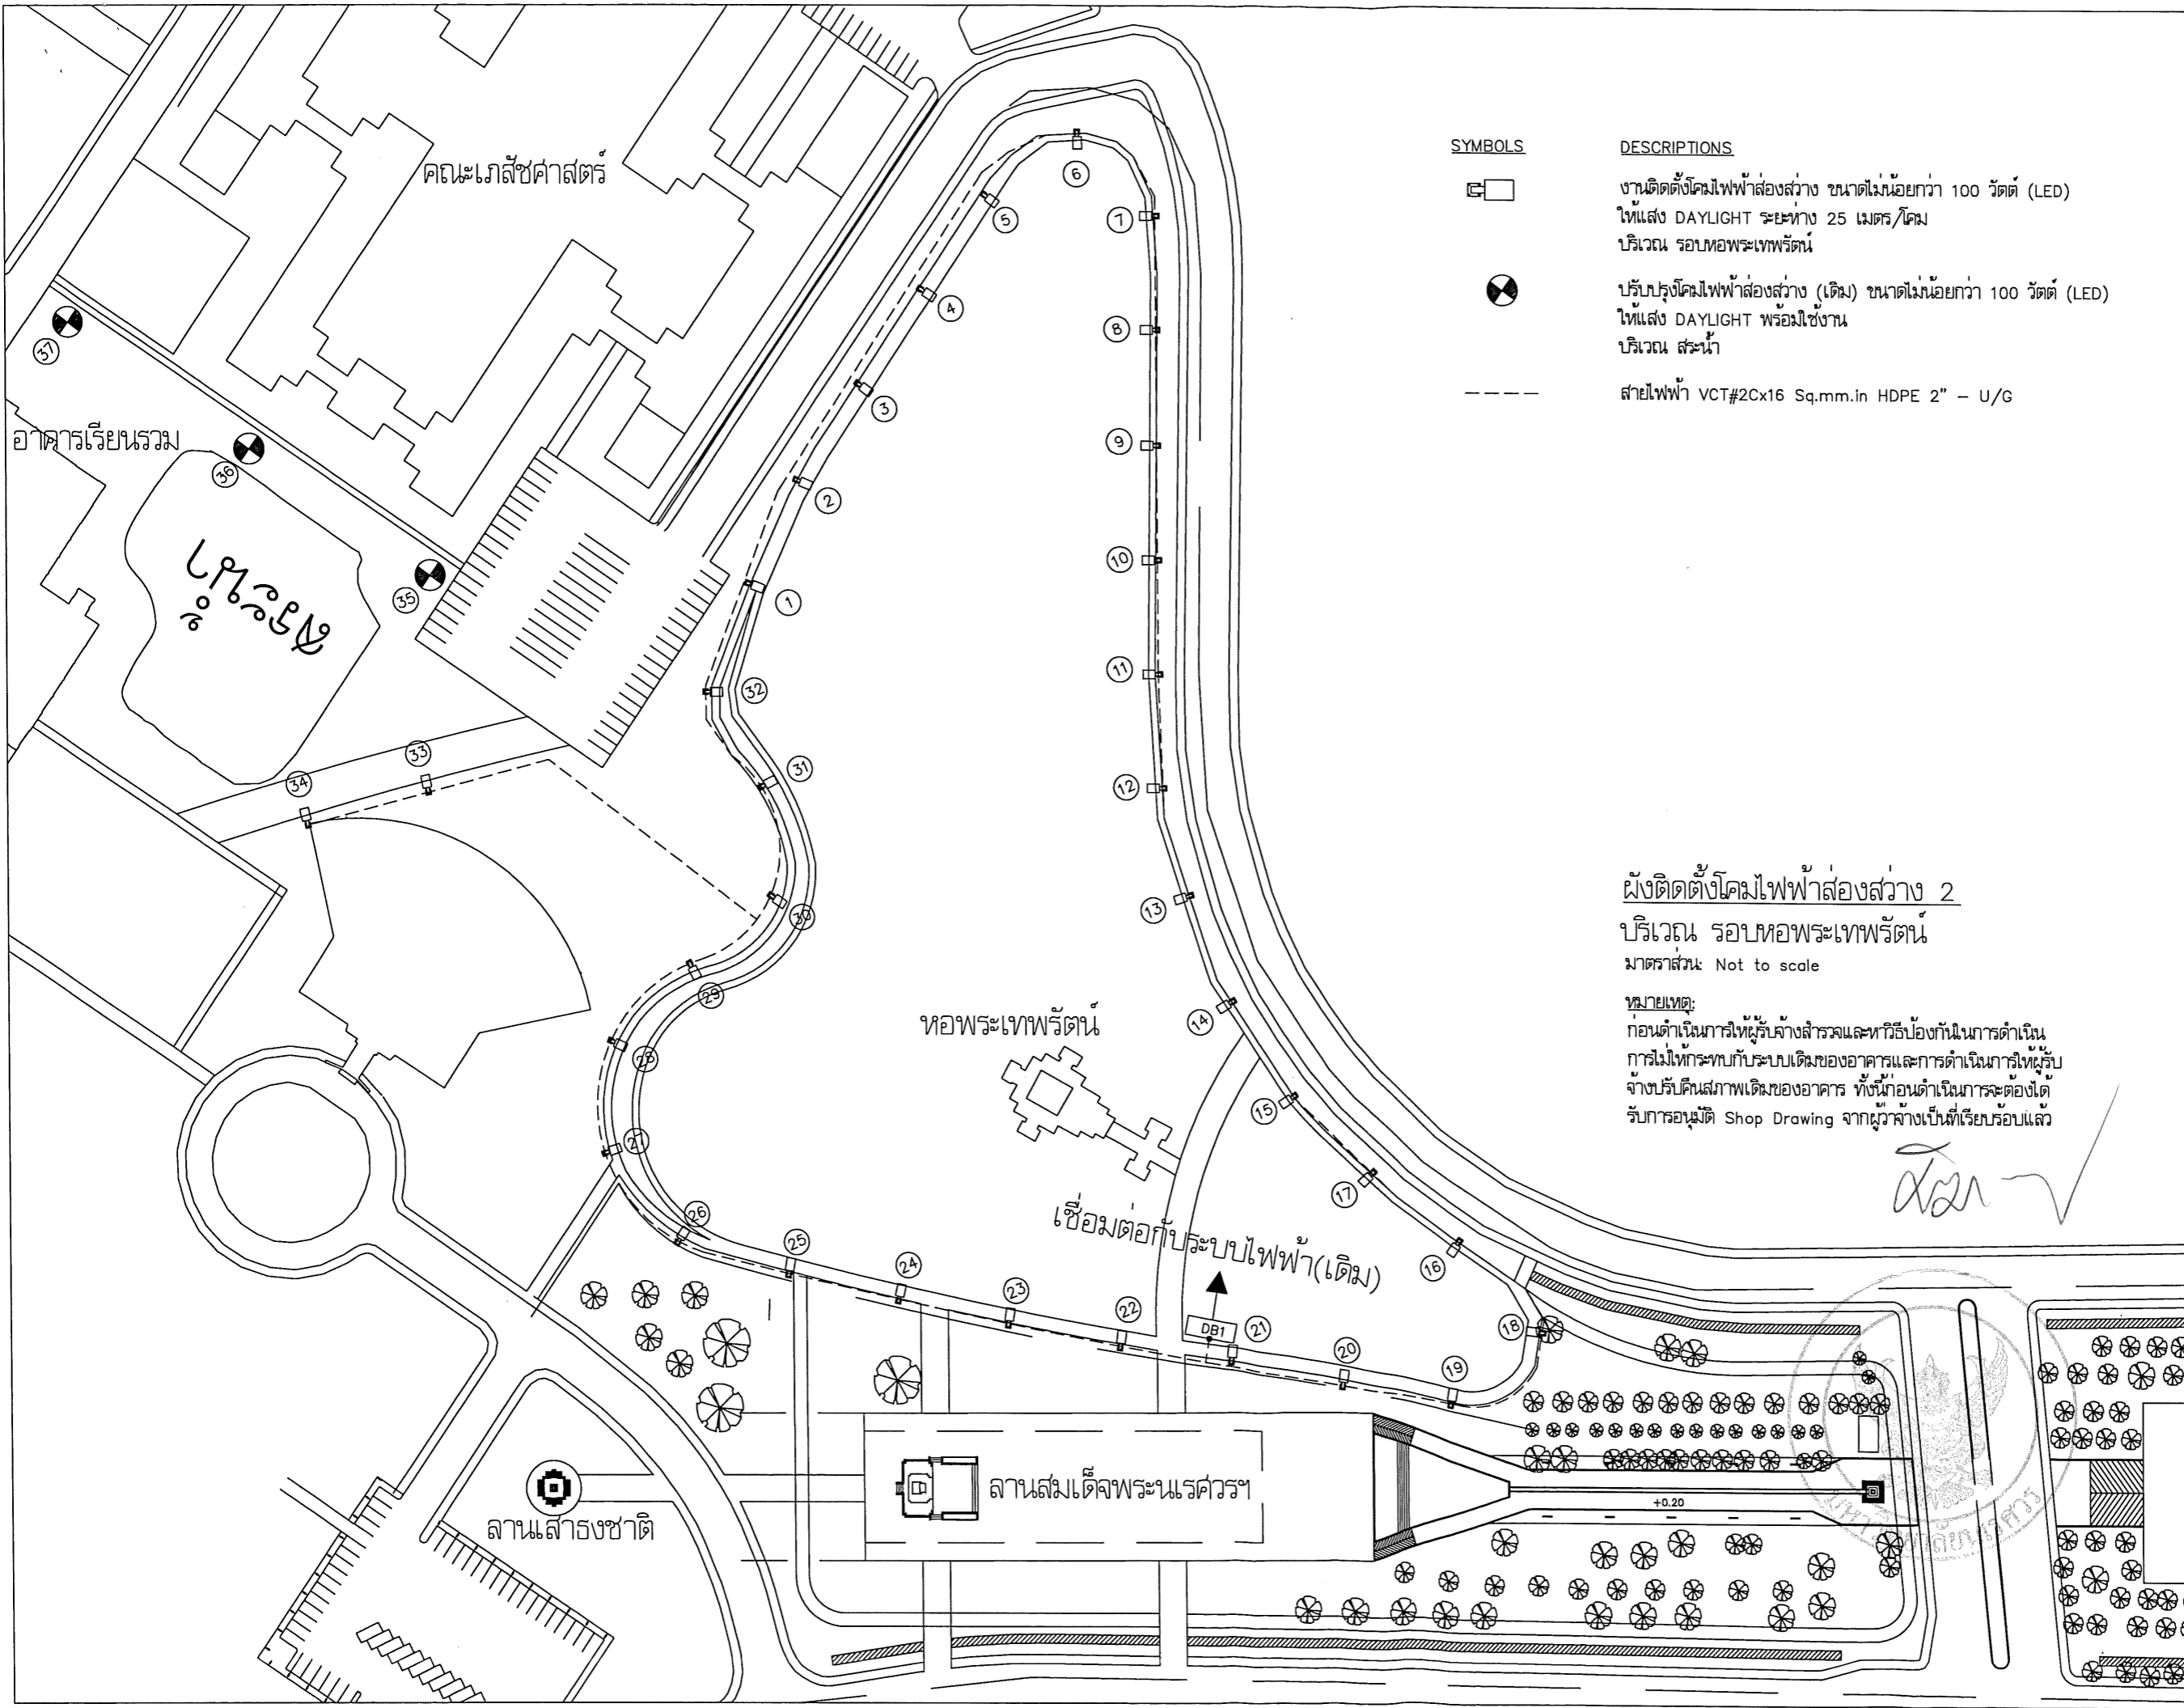 SYMBOLS
DESCRIPTIONS
งานติดตั้งโคมไฟฟ้าส่องสว่าง ขนาดไม่น้อยกว่า 100 วัตต์ (LED)
ให้แสง DAYLIGHT ระยะห่าง 25 เมตร/โคม
บริเวณ รอบหอพระเทพรัตน์
ปรับปรุงโคมไฟฟ้าส่องสว่าง (เดิม) ขนาดไม่น้อยกว่า 100 วัตต์ (LED)
ให้แสง DAYLIGHT พร้อมใช้งาน
บริเวณ สระน้ำ
สายไฟฟ้า VCT#2Cx16 Sq.mm.in HDPE 2" – U/G
คณะเภสัชศาสตร์
6
5
7
4
8
37
3
9
อาคารเรียนรวม
36
2
10
35
1
สระน้ำ
11
32
33
31
34
12
30
13
29
14
28
15
27
17
26
25
16
24
23
22
21
18
20
19
ผังติดตั้งโคมไฟฟ้าส่องสว่าง 2
บริเวณ รอบหอพระเทพรัตน์
มาตราส่วน: Not to scale
หมายเหตุ:
ก่อนดำเนินการให้ผู้รับจ้างสำรวจและหาวิธีป้องกันในการดำเนิน
การไม่ให้กระทบกับระบบเดิมของอาคารและการดำเนินการให้ผู้รับ
จ้างปรับคืนสภาพเดิมของอาคาร ทั้งนี้ก่อนดำเนินการจะต้องได้
รับการอนุมัติ Shop Drawing จากผู้ว่าจ้างเป็นที่เรียบร้อยแล้ว
หอพระเทพรัตน์
เชื่อมต่อกับระบบไฟฟ้า(เดิม)
DB1
ลานสมเด็จพระนเรศวรฯ
+0.20
ลานเสาธงชาติ
มหาวิทยาลัยนเรศวร